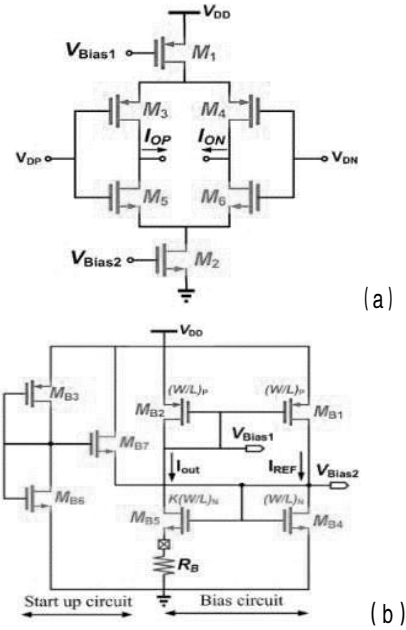 VDD
VBias1
M1
M3
M4
IOP
ION
VDP
VDN
M5
M6
VBias2
M2
(a)
VDD
MB3
(W/L)P
(W/L)P
MB2
MB1
MB7
VBias1
Iout
IREF
VBias2
MB6
K(W/L)N
(W/L)N
MB5
MB4
RB
Start up circuit
Bias circuit
(b)